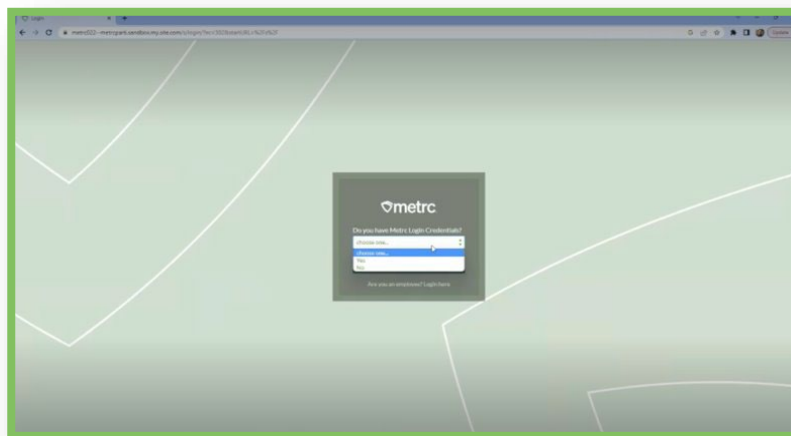 Login
metrc
Do you have Metrc Login Credentials?
choose one...
choose one...
Yes
No
Are you an employee? Login here